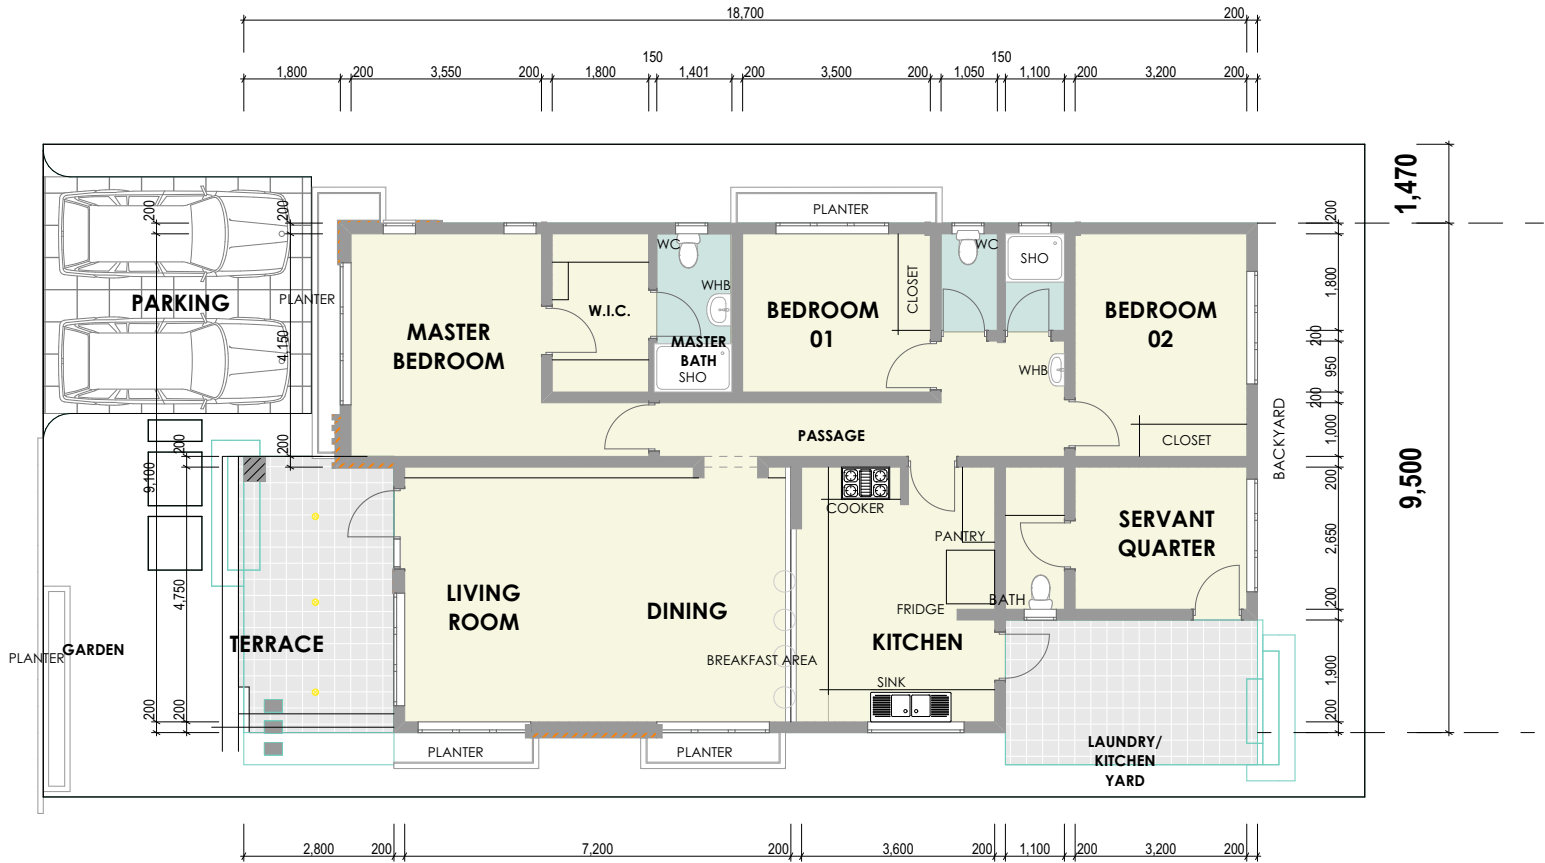 18,700 200
150 150
1,800 200 3,550 200 1,800 1,401 200 3,500 200 1,050 1,100 200 3,200 200
1,470
PLANTER
200 200 200
WC WC
SHO
WHB
CLOSET
PARKING
PLANTER
W.I.C.
BEDROOM
01
BEDROOM
02
1,800
MASTER
BEDROOM
MASTER
BATH
SHO
4,150
200
WHB
950
200
PASSAGE
CLOSET
BACKYARD
1,000
200 200
9,100
200
9,500
COOKER
SERVANT
QUARTER
PANTRY
2,650
LIVING
ROOM
DINING
FRIDGE
BATH
4,750
200
GARDEN
PLANTER
TERRACE
KITCHEN
BREAKFAST AREA
SINK
1,900
200 200
200
PLANTER PLANTER
LAUNDRY/
KITCHEN
YARD
2,800 200 7,200 200 3,600 200 1,100 200 3,200 200